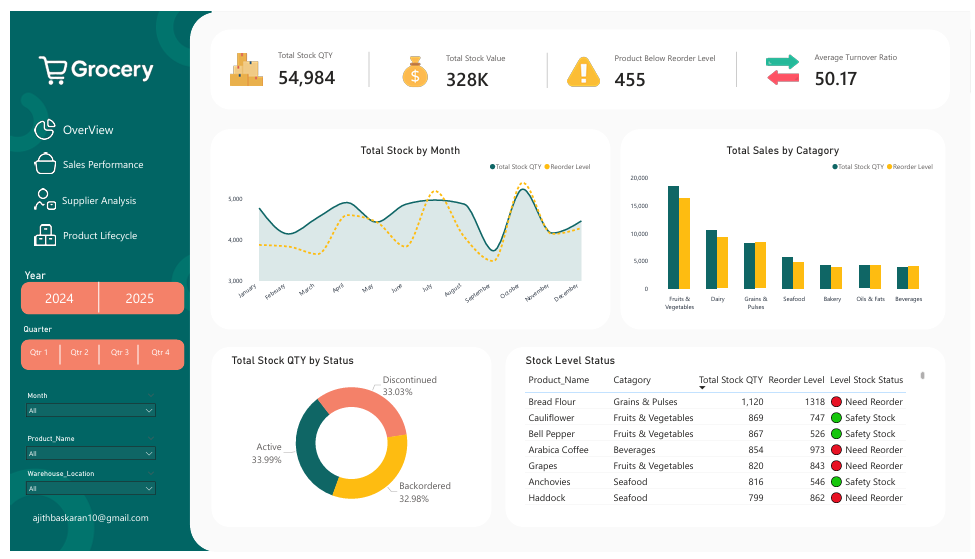 Grocery
OverView
Sales Performance
Supplier Analysis
Product Lifecycle
Year
2024 2025
Quarter
Qtr 1 Qtr 2 Qtr 3 Qtr 4
Month
All
Product_Name
All
Warehouse_Location
All
ajithbaskaran10@gmail.com
Total Stock QTY
54,984
Total Stock Value
328K
Product Below Reorder Level
455
Average Turnover Ratio
50.17
Total Stock by Month
Total Stock QTY Reorder Level
5,000
4,000
3,000
January February March April May June July August September October November December
Total Sales by Catagory
Total Stock QTY Reorder Level
20,000
15,000
10,000
5,000
0
Fruits & Vegetables Dairy Grains & Pulses Seafood Bakery Oils & Fats Beverages
Total Stock QTY by Status
Discontinued
33.03%
Active
33.99%
Backordered
32.98%
Stock Level Status
Product_Name Catagory Total Stock QTY Reorder Level Level Stock Status
Bread Flour Grains & Pulses 1,120 1318 Need Reorder
Cauliflower Fruits & Vegetables 869 747 Safety Stock
Bell Pepper Fruits & Vegetables 867 526 Safety Stock
Arabica Coffee Beverages 854 973 Need Reorder
Grapes Fruits & Vegetables 820 843 Need Reorder
Anchovies Seafood 816 546 Safety Stock
Haddock Seafood 799 862 Need Reorder